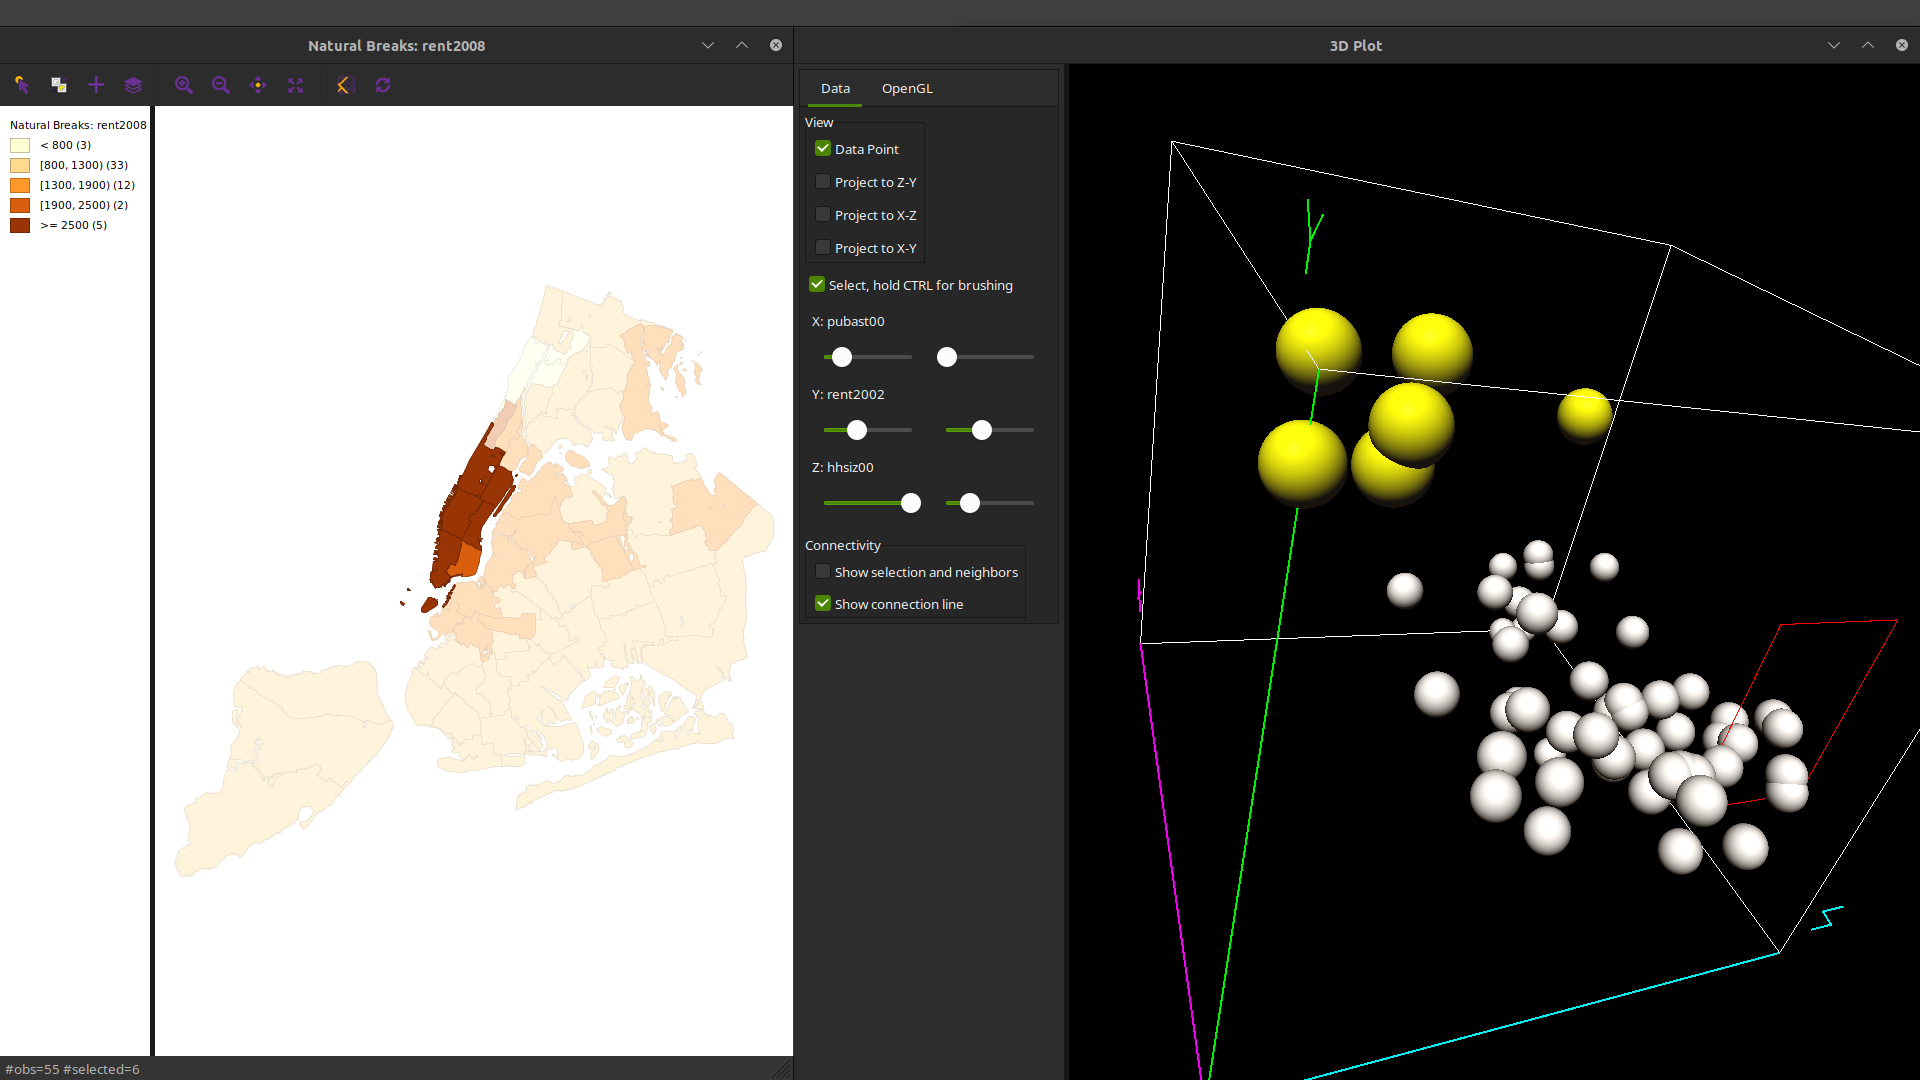 Natural Breaks: rent2008
3D Plot
Natural Breaks: rent2008
< 800 (3)
[800, 1300) (33)
[1300, 1900) (12)
[1900, 2500) (2)
>= 2500 (5)
#obs=55 #selected=6
Data
OpenGL
View
Data Point
Project to Z-Y
Project to X-Z
Project to X-Y
Select, hold CTRL for brushing
X: pubast00
Y: rent2002
Z: hhsiz00
Connectivity
Show selection and neighbors
Show connection line
Y
Z